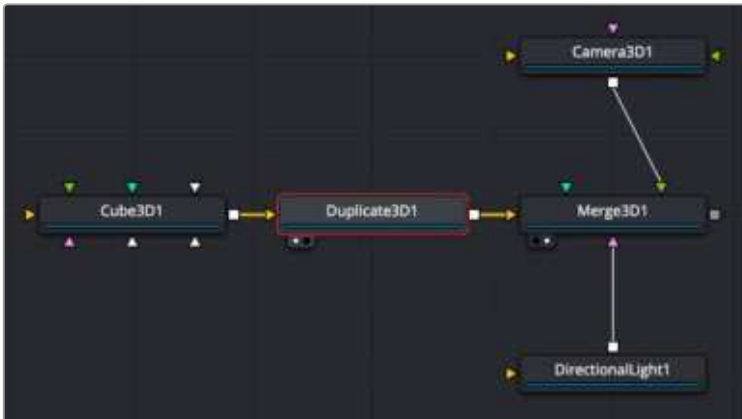 Camera3D1
Cube3D1
Duplicate3D1
Merge3D1
DirectionalLight1